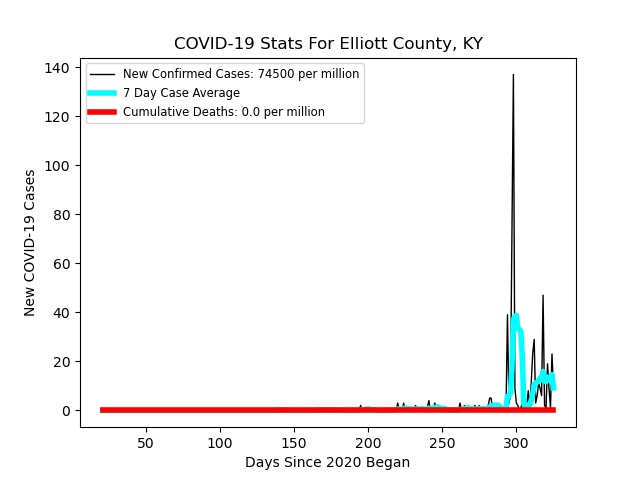 COVID-19 Stats For Elliott County, KY
New Confirmed Cases: 74500 per million
7 Day Case Average
Cumulative Deaths: 0.0 per million
New COVID-19 Cases
140
120
100
80
60
40
20
0
50
100
150
200
250
300
Days Since 2020 Began